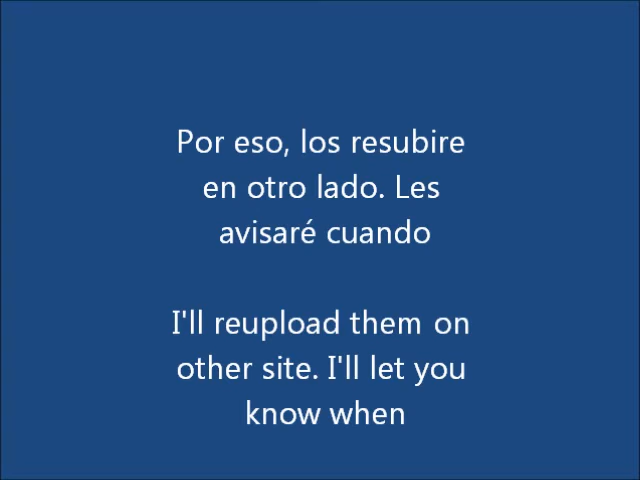 Por eso, los resubire
en otro lado. Les
avisaré cuando
I'll reupload them on
other site. I'll let you
know when